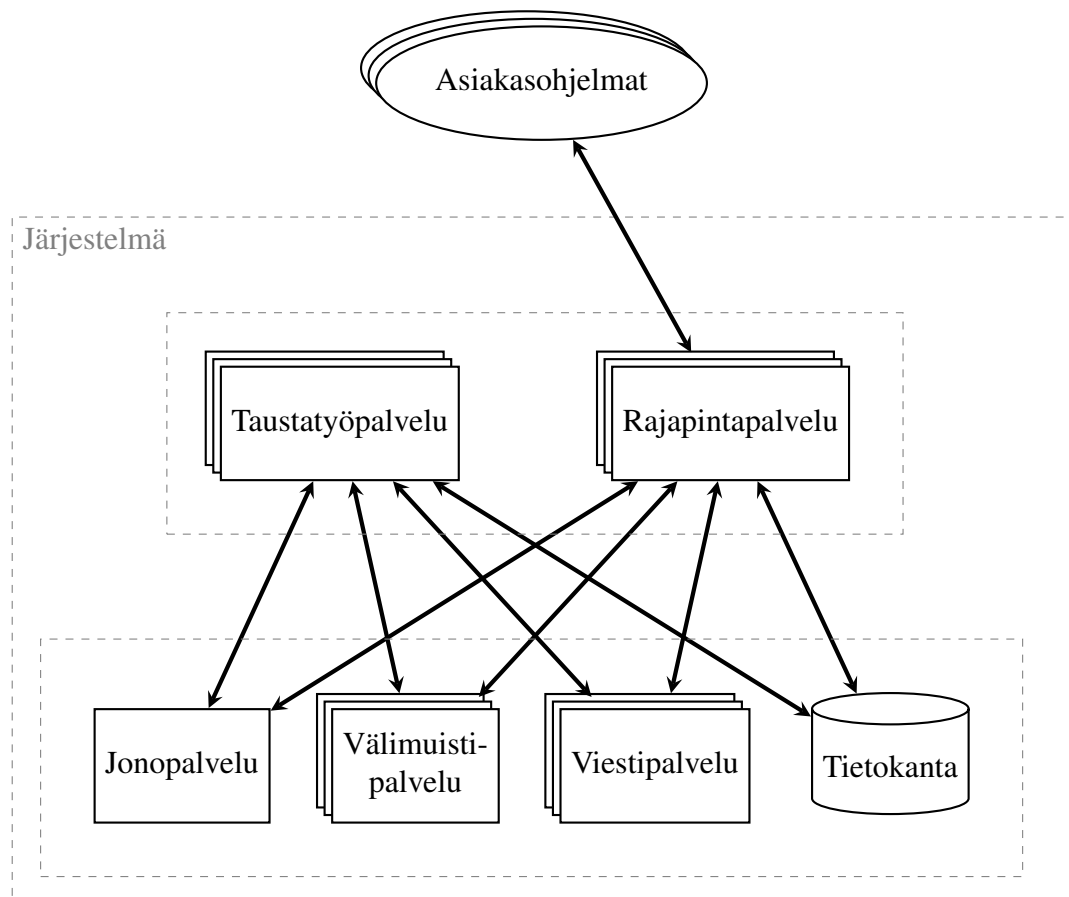 Asiakasohjelmat
Järjestelmä
Taustatyöpalvelu
Rajapintapalvelu
Jonopalvelu
Välimuisti-
palvelu
Viestipalvelu
Tietokanta